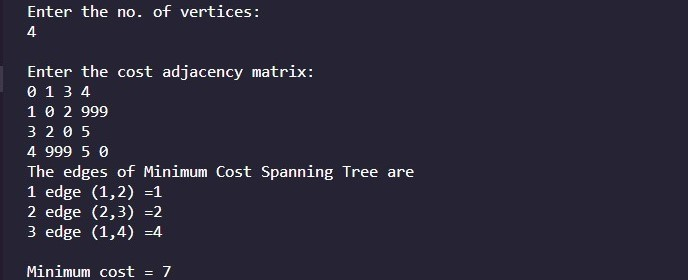 Enter the no. of vertices:
4
Enter the cost adjacency matrix:
0 1 3 4
1 0 2 999
3 2 0 5
4 999 5 0
The edges of Minimum Cost Spanning Tree are
1 edge (1,2) =1
2 edge (2,3) =2
3 edge (1,4) =4
Minimum cost = 7